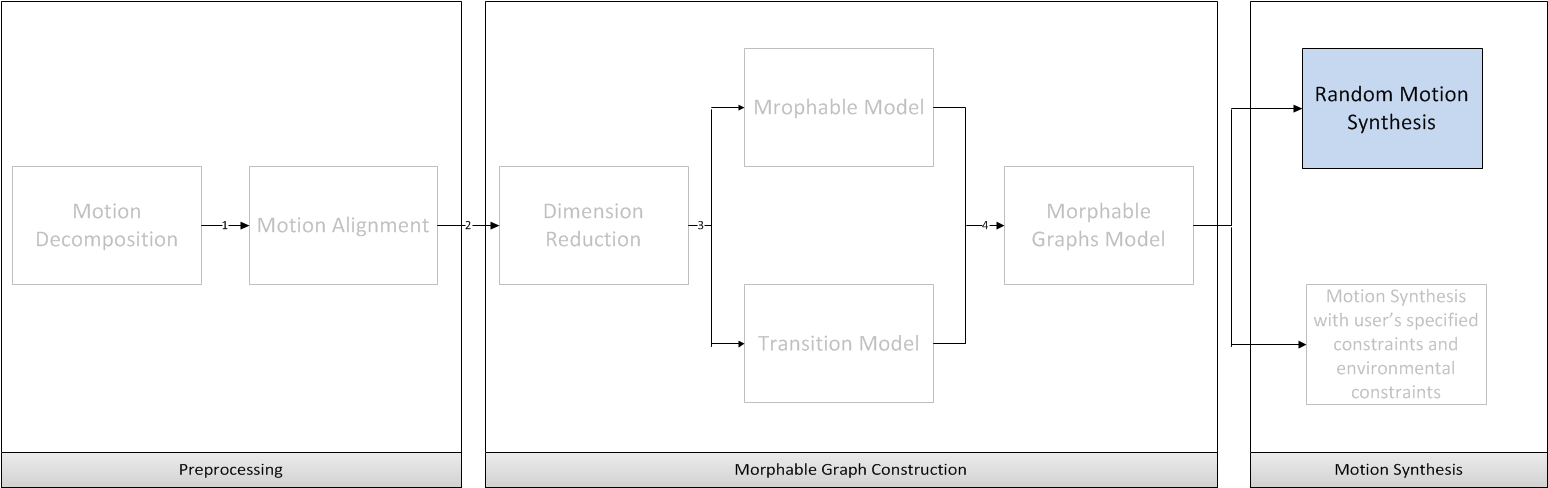 Motion
Decomposition
1
Motion Alignment
2
Dimension
Reduction
3
Mrophable Model
Transition Model
4
Morphable
Graphs Model
Random Motion
Synthesis
Motion Synthesis
with user's specified
constraints and
environmental
constraints
Preprocessing
Morphable Graph Construction
Motion Synthesis